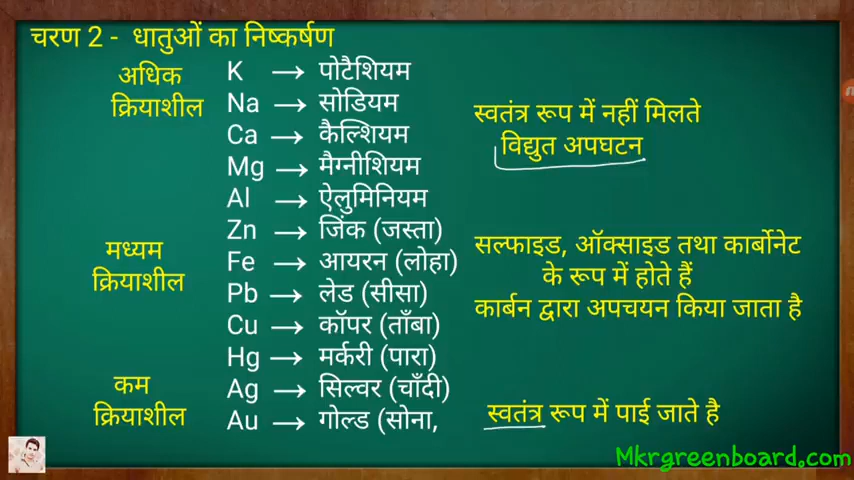 चरण 2 - धातुओं का निष्कर्षण
अधिक
क्रियाशील
K → पोटैशियम
Na → सोडियम
Ca → कैल्शियम
Mg → मैग्नीशियम
Al → ऐलुमिनियम
स्वतंत्र रूप में नहीं मिलते
विद्युत अपघटन
मध्यम
क्रियाशील
Zn → जिंक (जस्ता)
Fe → आयरन (लोहा)
Pb → लेड (सीसा)
Cu → कॉपर (ताँबा)
सल्फाइड, ऑक्साइड तथा कार्बोनेट
के रूप में होते हैं
कार्बन द्वारा अपचयन किया जाता है
कम
क्रियाशील
Hg → मर्करी (पारा)
Ag → सिल्वर (चाँदी)
Au → गोल्ड (सोना,
स्वतंत्र रूप में पाई जाते है
Mkrgreenboard.com